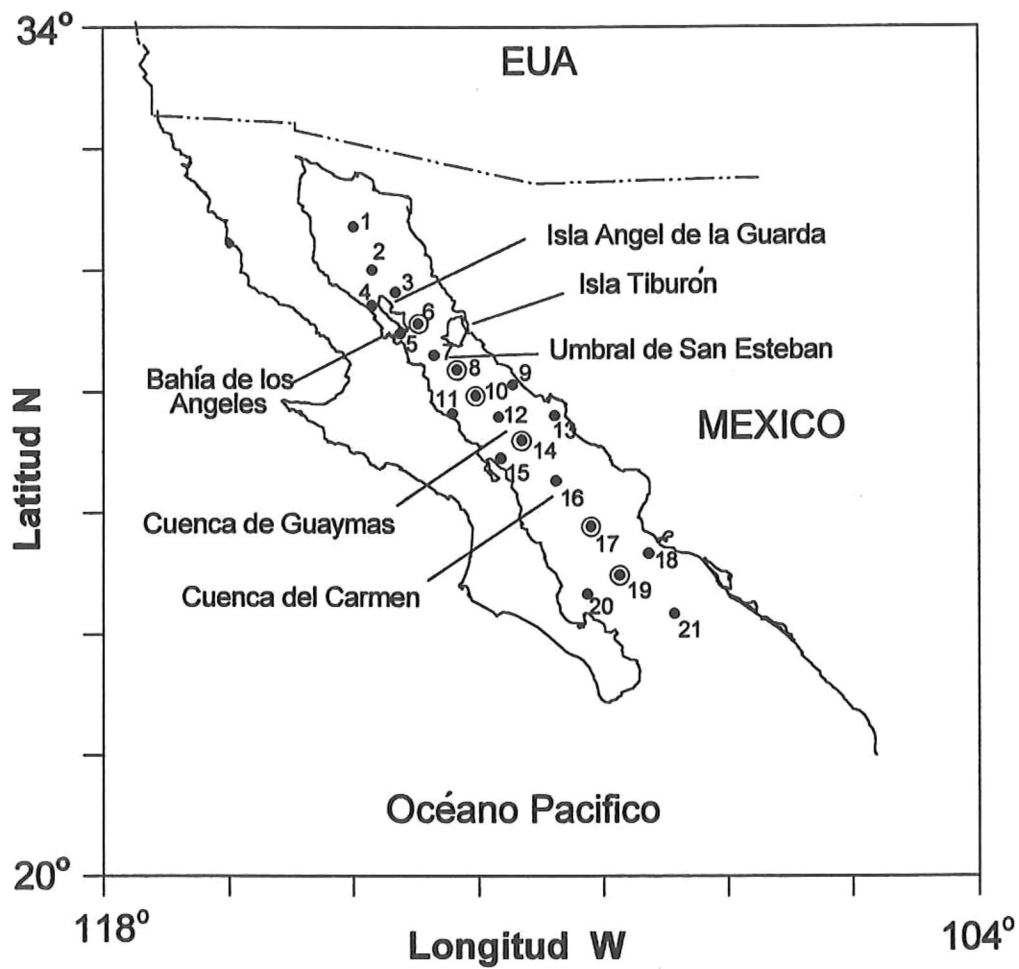 34º
EUA
1
Isla Angel de la Guarda
2
3
Isla Tiburón
4
6
5
7
Umbral de San Esteban
8
Bahía de los
Angeles
9
10
11
12
13
MEXICO
14
15
16
Cuenca de Guaymas
17
18
Cuenca del Carmen
19
20
21
Latitud N
Océano Pacifico
20º
118º
104º
Longitud W